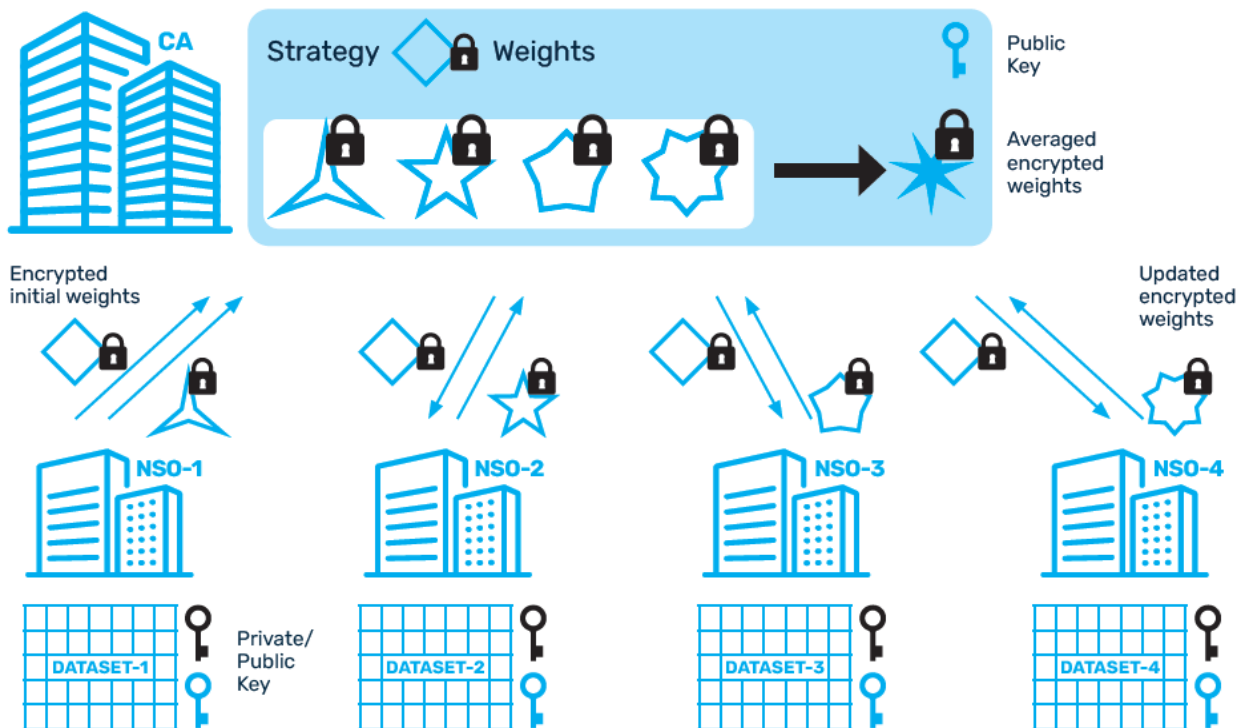 CA
Strategy Weights
Public
Key
Averaged
encrypted
weights
Encrypted
initial weights
Updated
encrypted
weights
NSO-1
NSO-2
NSO-3
NSO-4
DATASET-1
Private/
Public
Key
DATASET-2
DATASET-3
DATASET-4